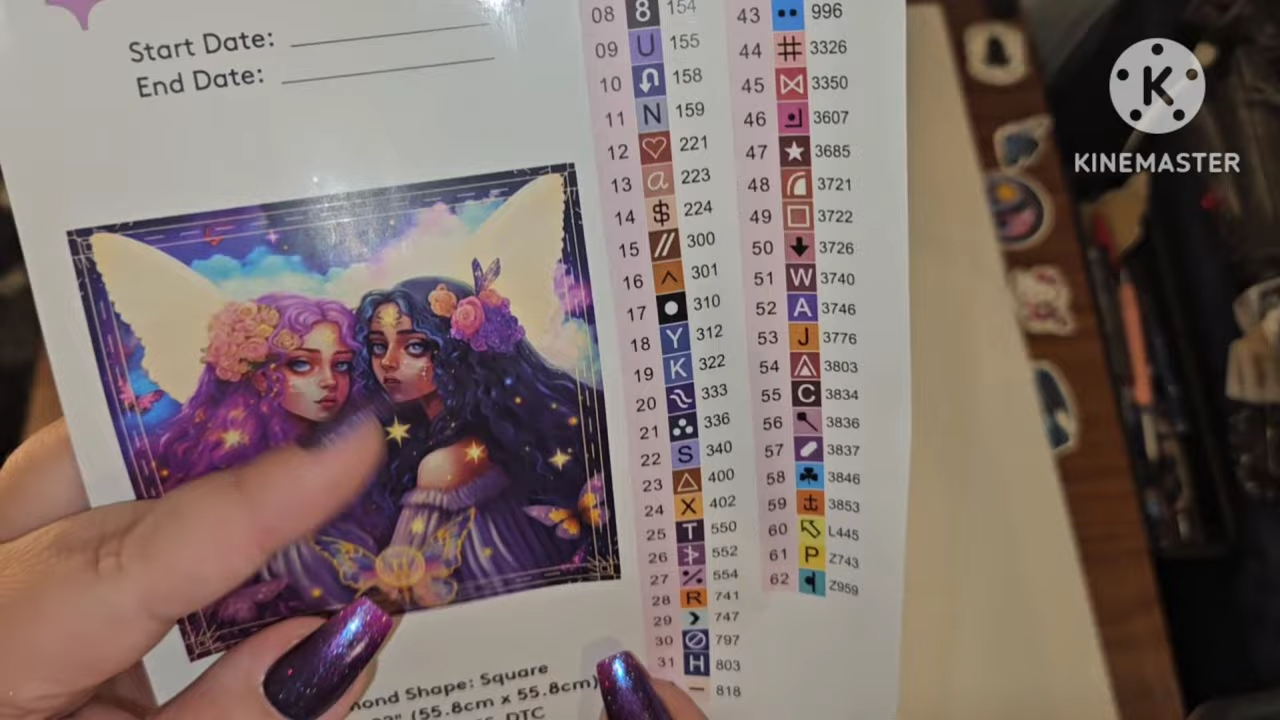 Start Date:
End Date:
08 8 154
09 U 155
10 158
11 N 159
12 221
13 a 223
14 $ 224
15 // 300
16 ^ 301
17 310
18 Y 312
19 K 322
20 333
21 336
22 S 340
23 400
24 X 402
25 T 550
26 552
27 554
28 R 741
29 747
30 797
31 H 803
818
43 996
44 # 3326
45 3350
46 3607
47 3685
48 3721
49 3722
50 3726
51 W 3740
52 A 3746
53 J 3776
54 3803
55 C 3834
56 3836
57 3837
58 3846
59 3853
60 L445
61 P Z743
62 Z959
Shape: Square
(55.8cm x 55.8cm)
DTC
K
KINEMASTER